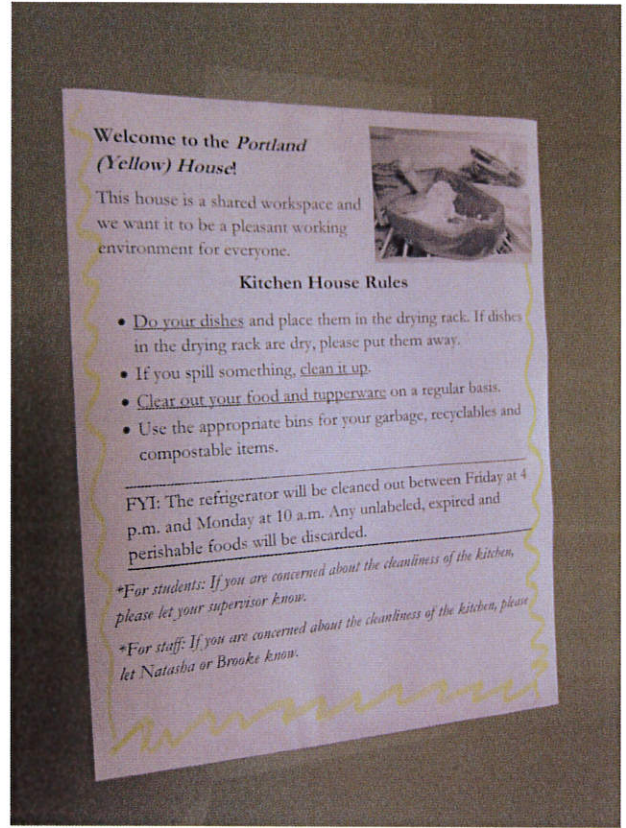 Welcome to the Portland
(Yellow) House!
This house is a shared workspace and
we want it to be a pleasant working
environment for everyone.
Kitchen House Rules
• Do your dishes and place them in the drying rack. If dishes
in the drying rack are dry, please put them away.
• If you spill something, clean it up.
• Clear out your food and tupperware on a regular basis.
• Use the appropriate bins for your garbage, recyclables and
compostable items.
FYI: The refrigerator will be cleaned out between Friday at 4
p.m. and Monday at 10 a.m. Any unlabeled, expired and
perishable foods will be discarded.
*For students: If you are concerned about the cleanliness of the kitchen,
please let your supervisor know.
*For staff: If you are concerned about the cleanliness of the kitchen, please
let Natasha or Brooke know.